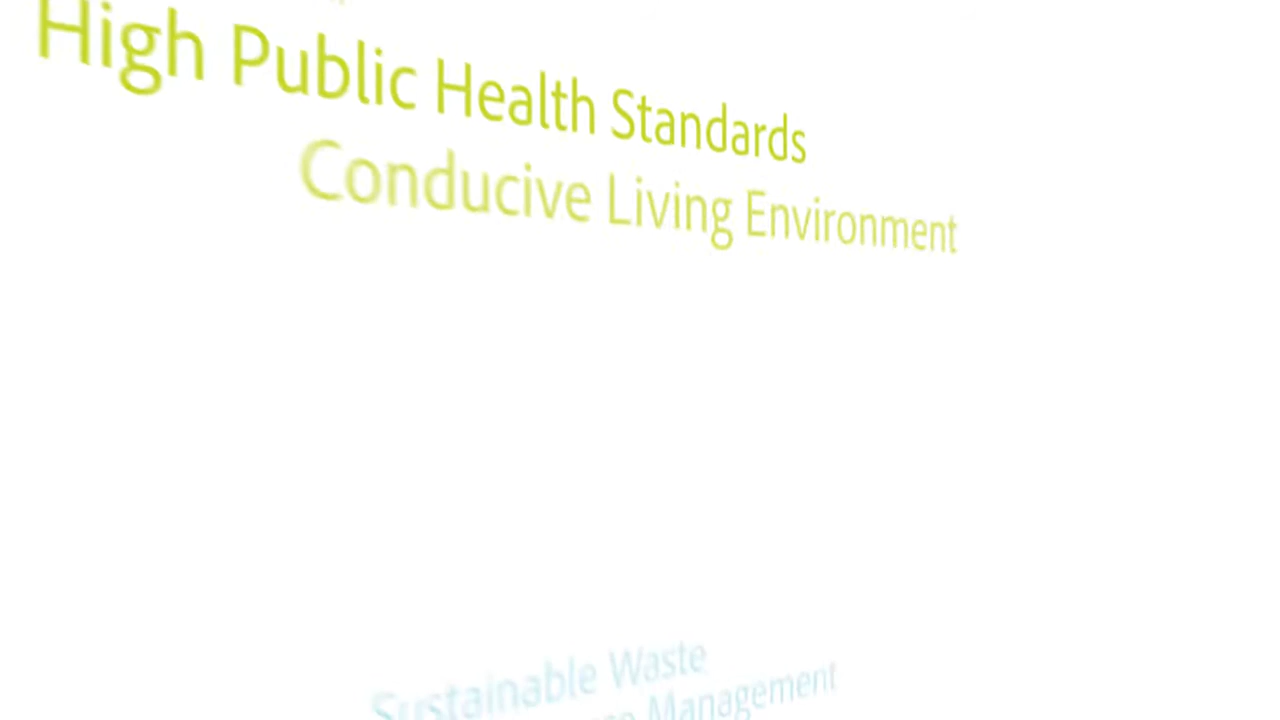 High Public Health Standards
Conducive Living Environment
Sustainable Waste
Management